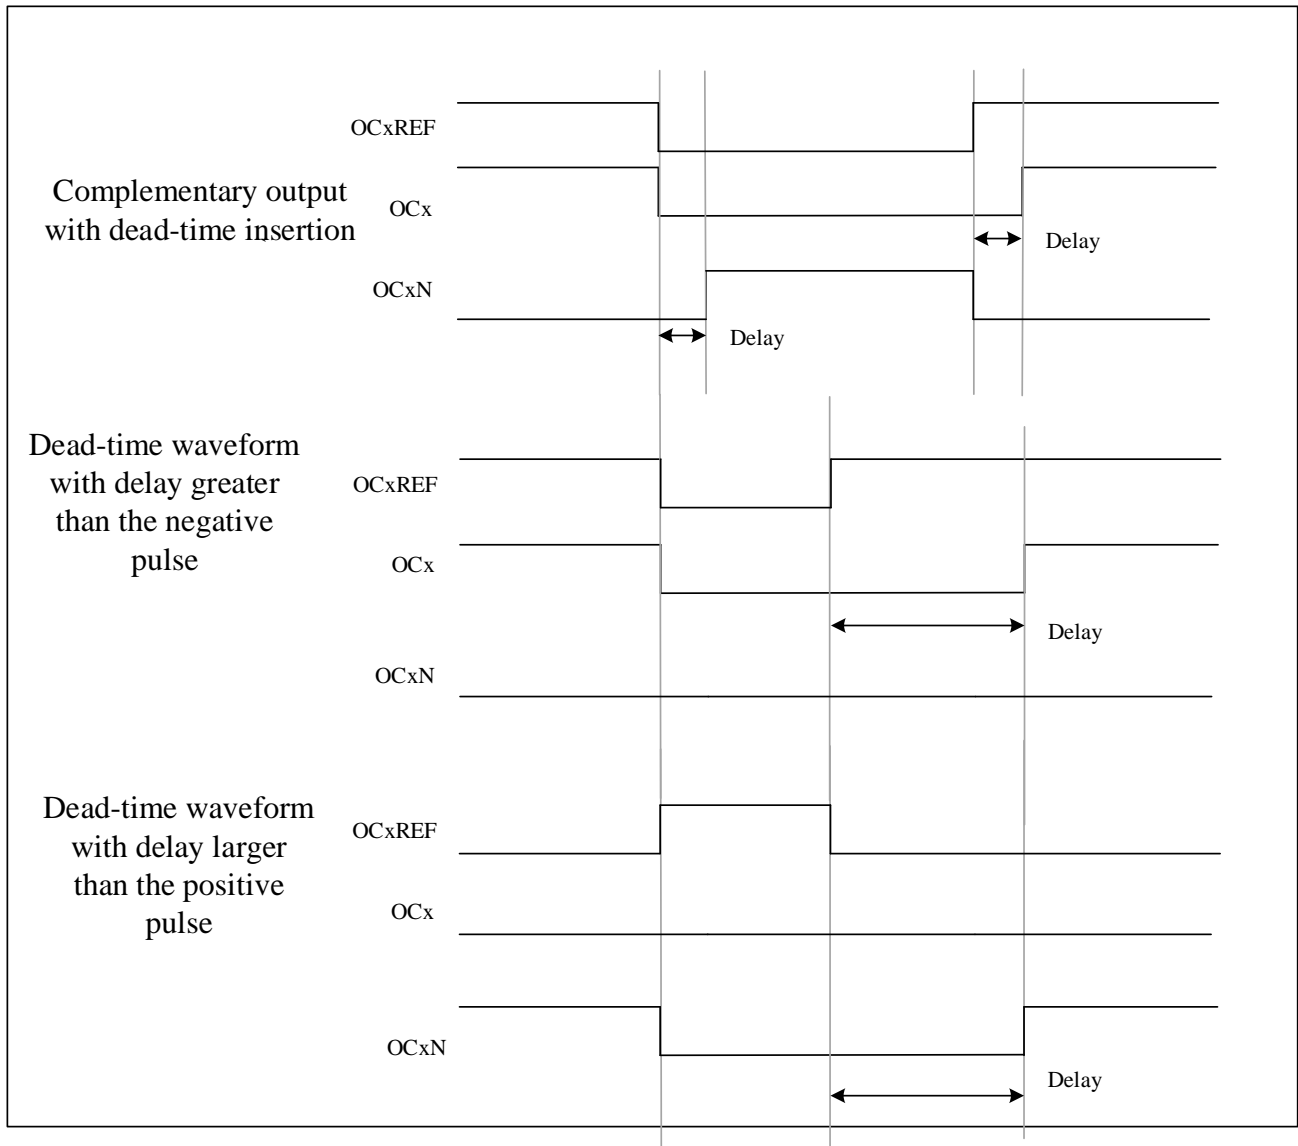 OCxREF
Complementary output
with dead-time insertion
OCx
Delay
OCxN
Delay
Dead-time waveform
with delay greater
than the negative
pulse
OCxREF
OCx
Delay
OCxN
Dead-time waveform
with delay larger
than the positive
pulse
OCxREF
OCx
OCxN
Delay